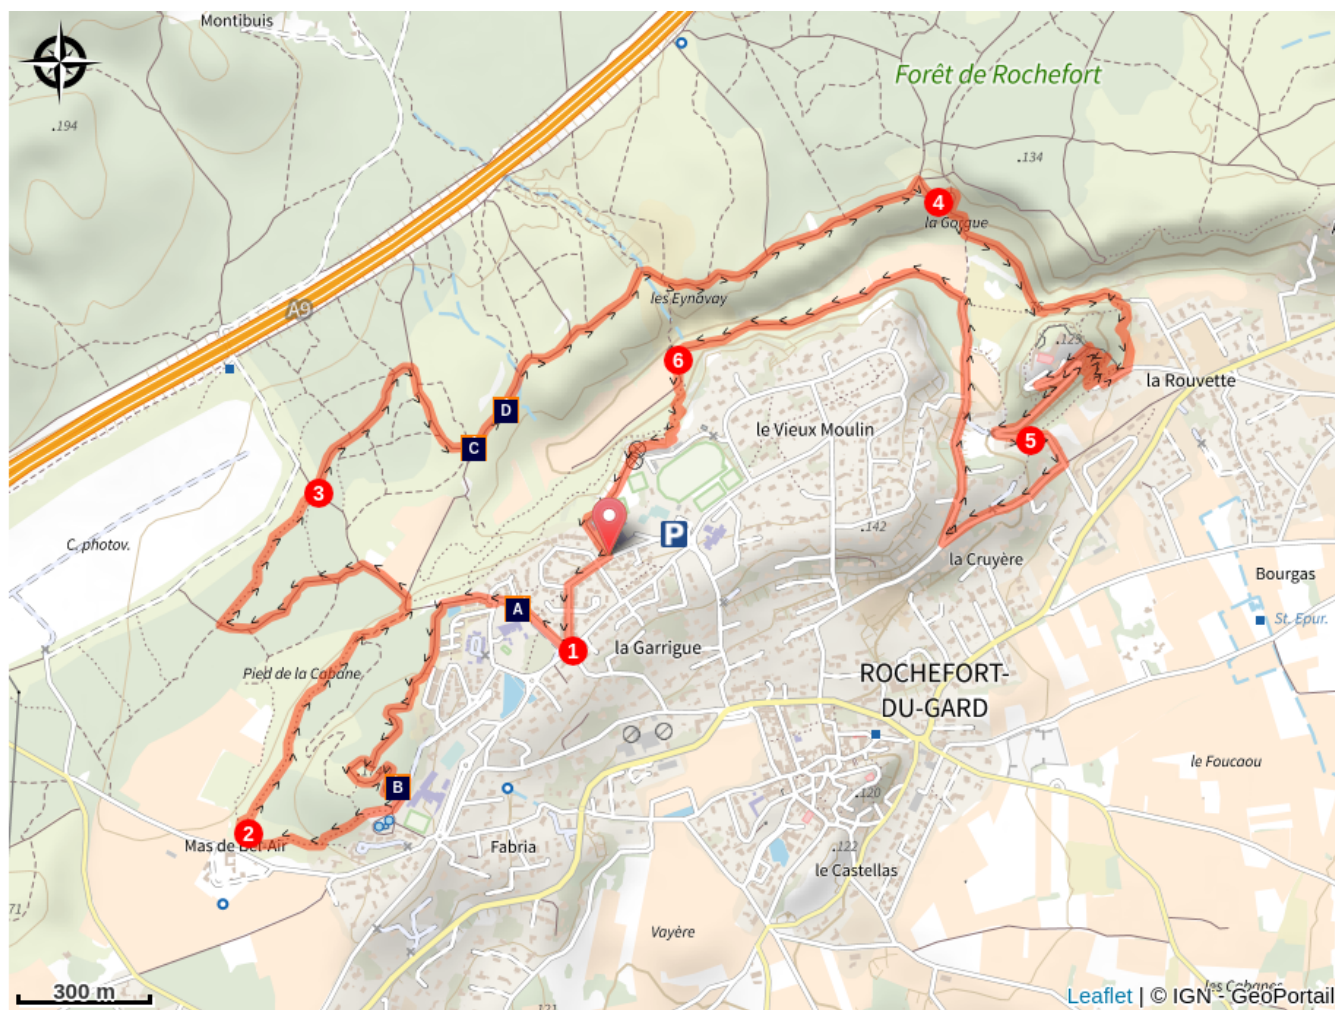 Montibuis
Forêt de Rochefort
.194
.134
4
la Gorgue
A9
les Eynavay
.129
6
la Rouvette
D
le Vieux Moulin
C
5
3
P
.142
C. photov.
la Cruyère
Bourgas
A
St. Epur.
1
la Garrigue
Pied de la Cabane
ROCHEFORT-
DU-GARD
le Foucaou
B
.120
2
Mas de Bel-Air
Fabria
.122
le Castellas
71
Vayère
300 m
les Cabanes
121
Leaflet | © IGN - GeoPortail